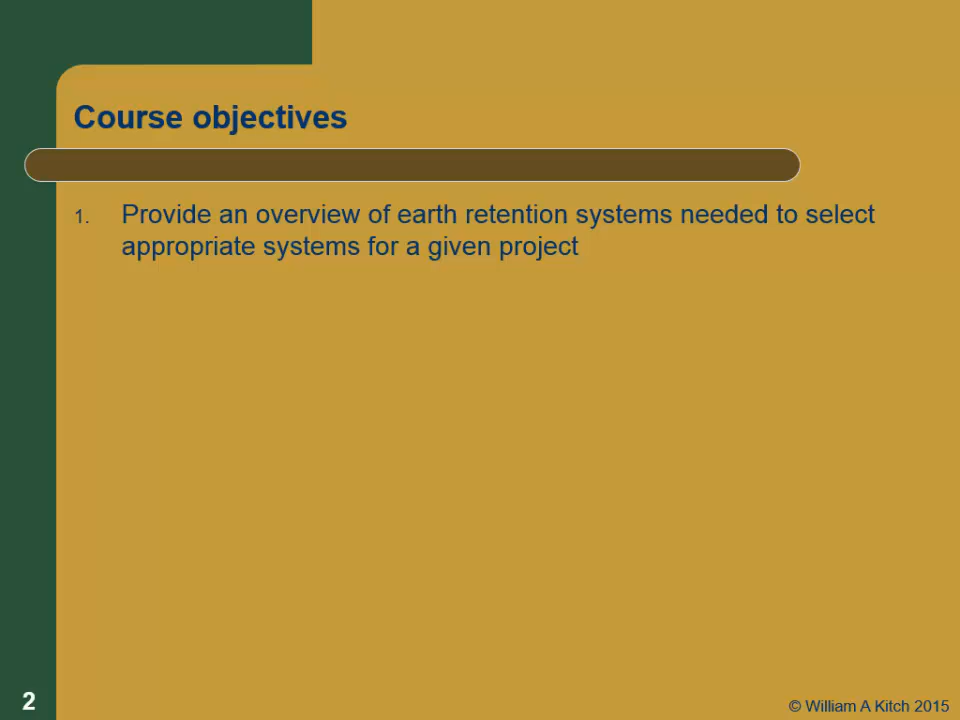 Course objectives
1. Provide an overview of earth retention systems needed to select
appropriate systems for a given project
2
© William A Kitch 2015